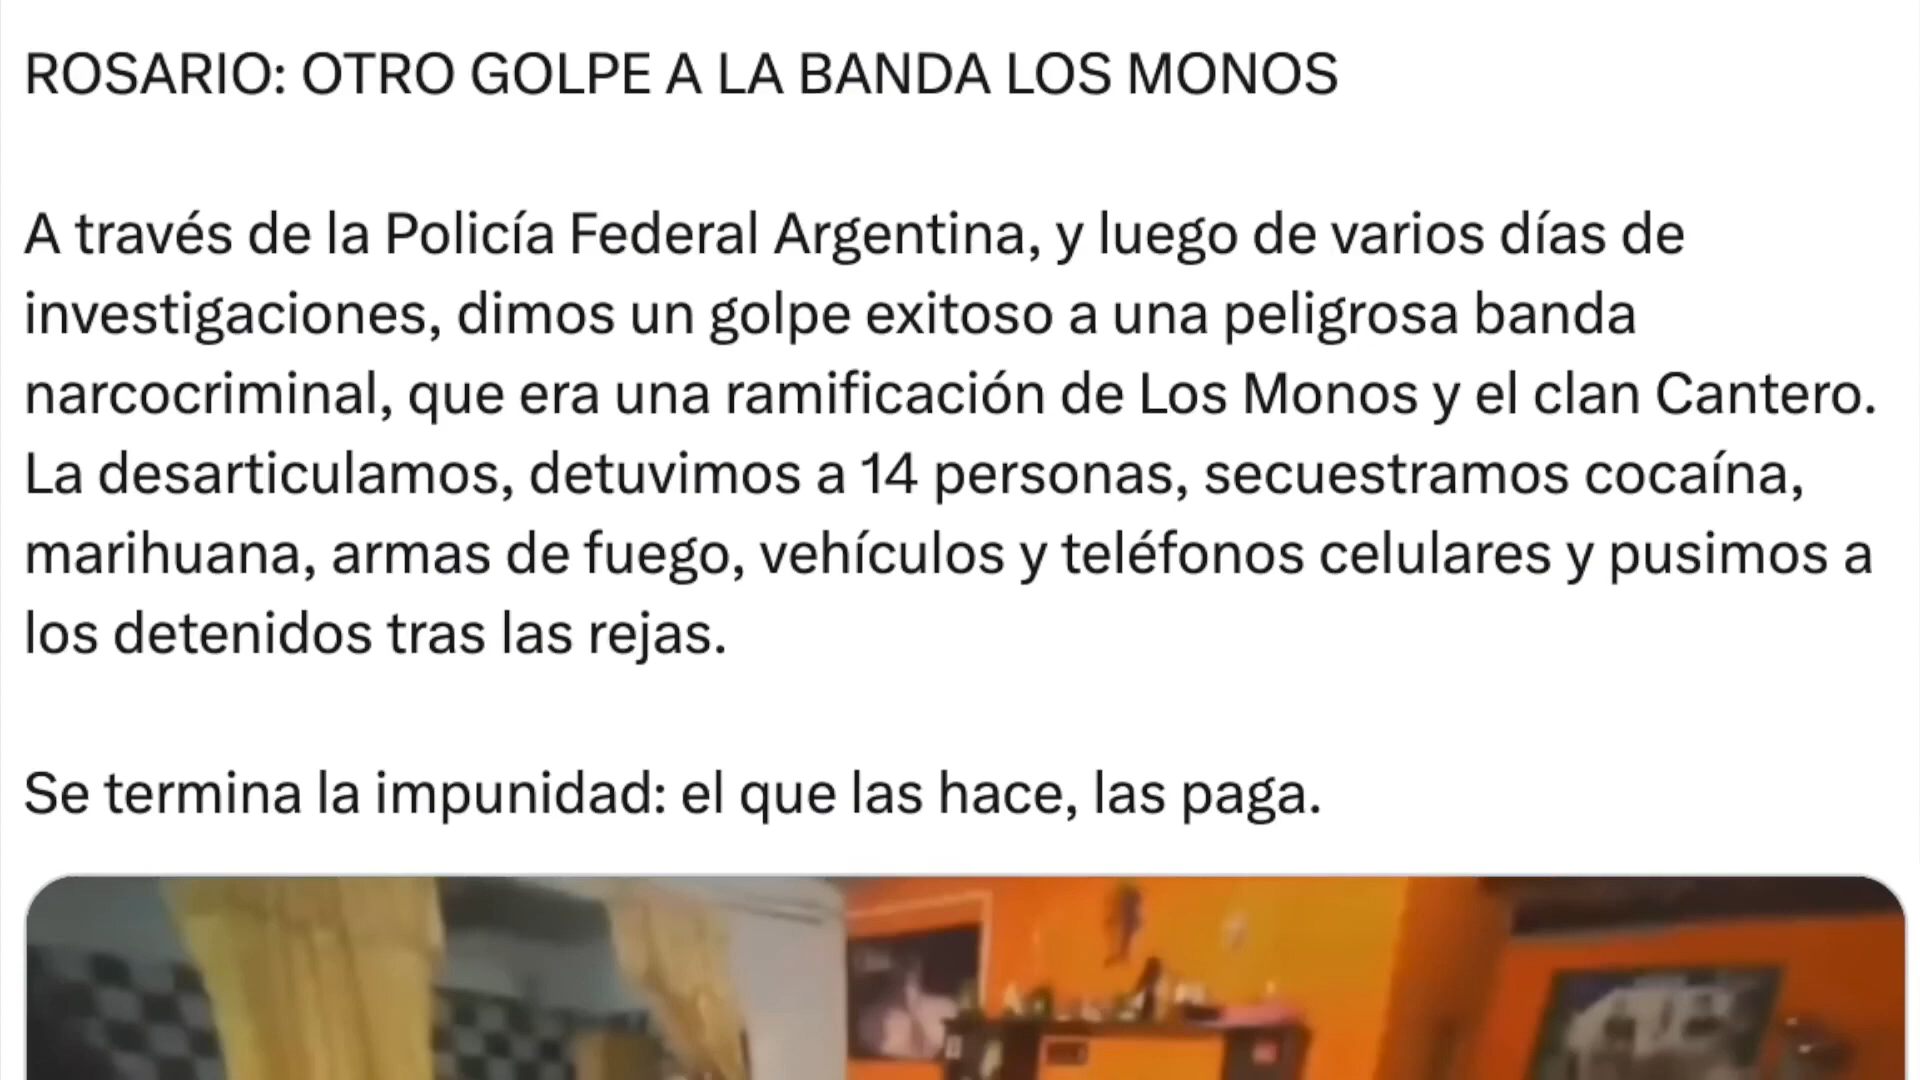 ROSARIO: OTRO GOLPE A LA BANDA LOS MONOS
A través de la Policía Federal Argentina, y luego de varios días de
investigaciones, dimos un golpe exitoso a una peligrosa banda
narcocriminal, que era una ramificación de Los Monos y el clan Cantero.
La desarticulamos, detuvimos a 14 personas, secuestramos cocaína,
marihuana, armas de fuego, vehículos y teléfonos celulares y pusimos a
los detenidos tras las rejas.
Se termina la impunidad: el que las hace, las paga.